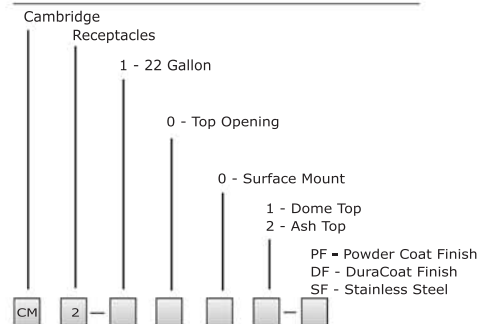 Cambridge
Receptacles
1 - 22 Gallon
0 - Top Opening
0 - Surface Mount
1 - Dome Top
2 - Ash Top
PF - Powder Coat Finish
DF - DuraCoat Finish
SF - Stainless Steel
CM 2 - -